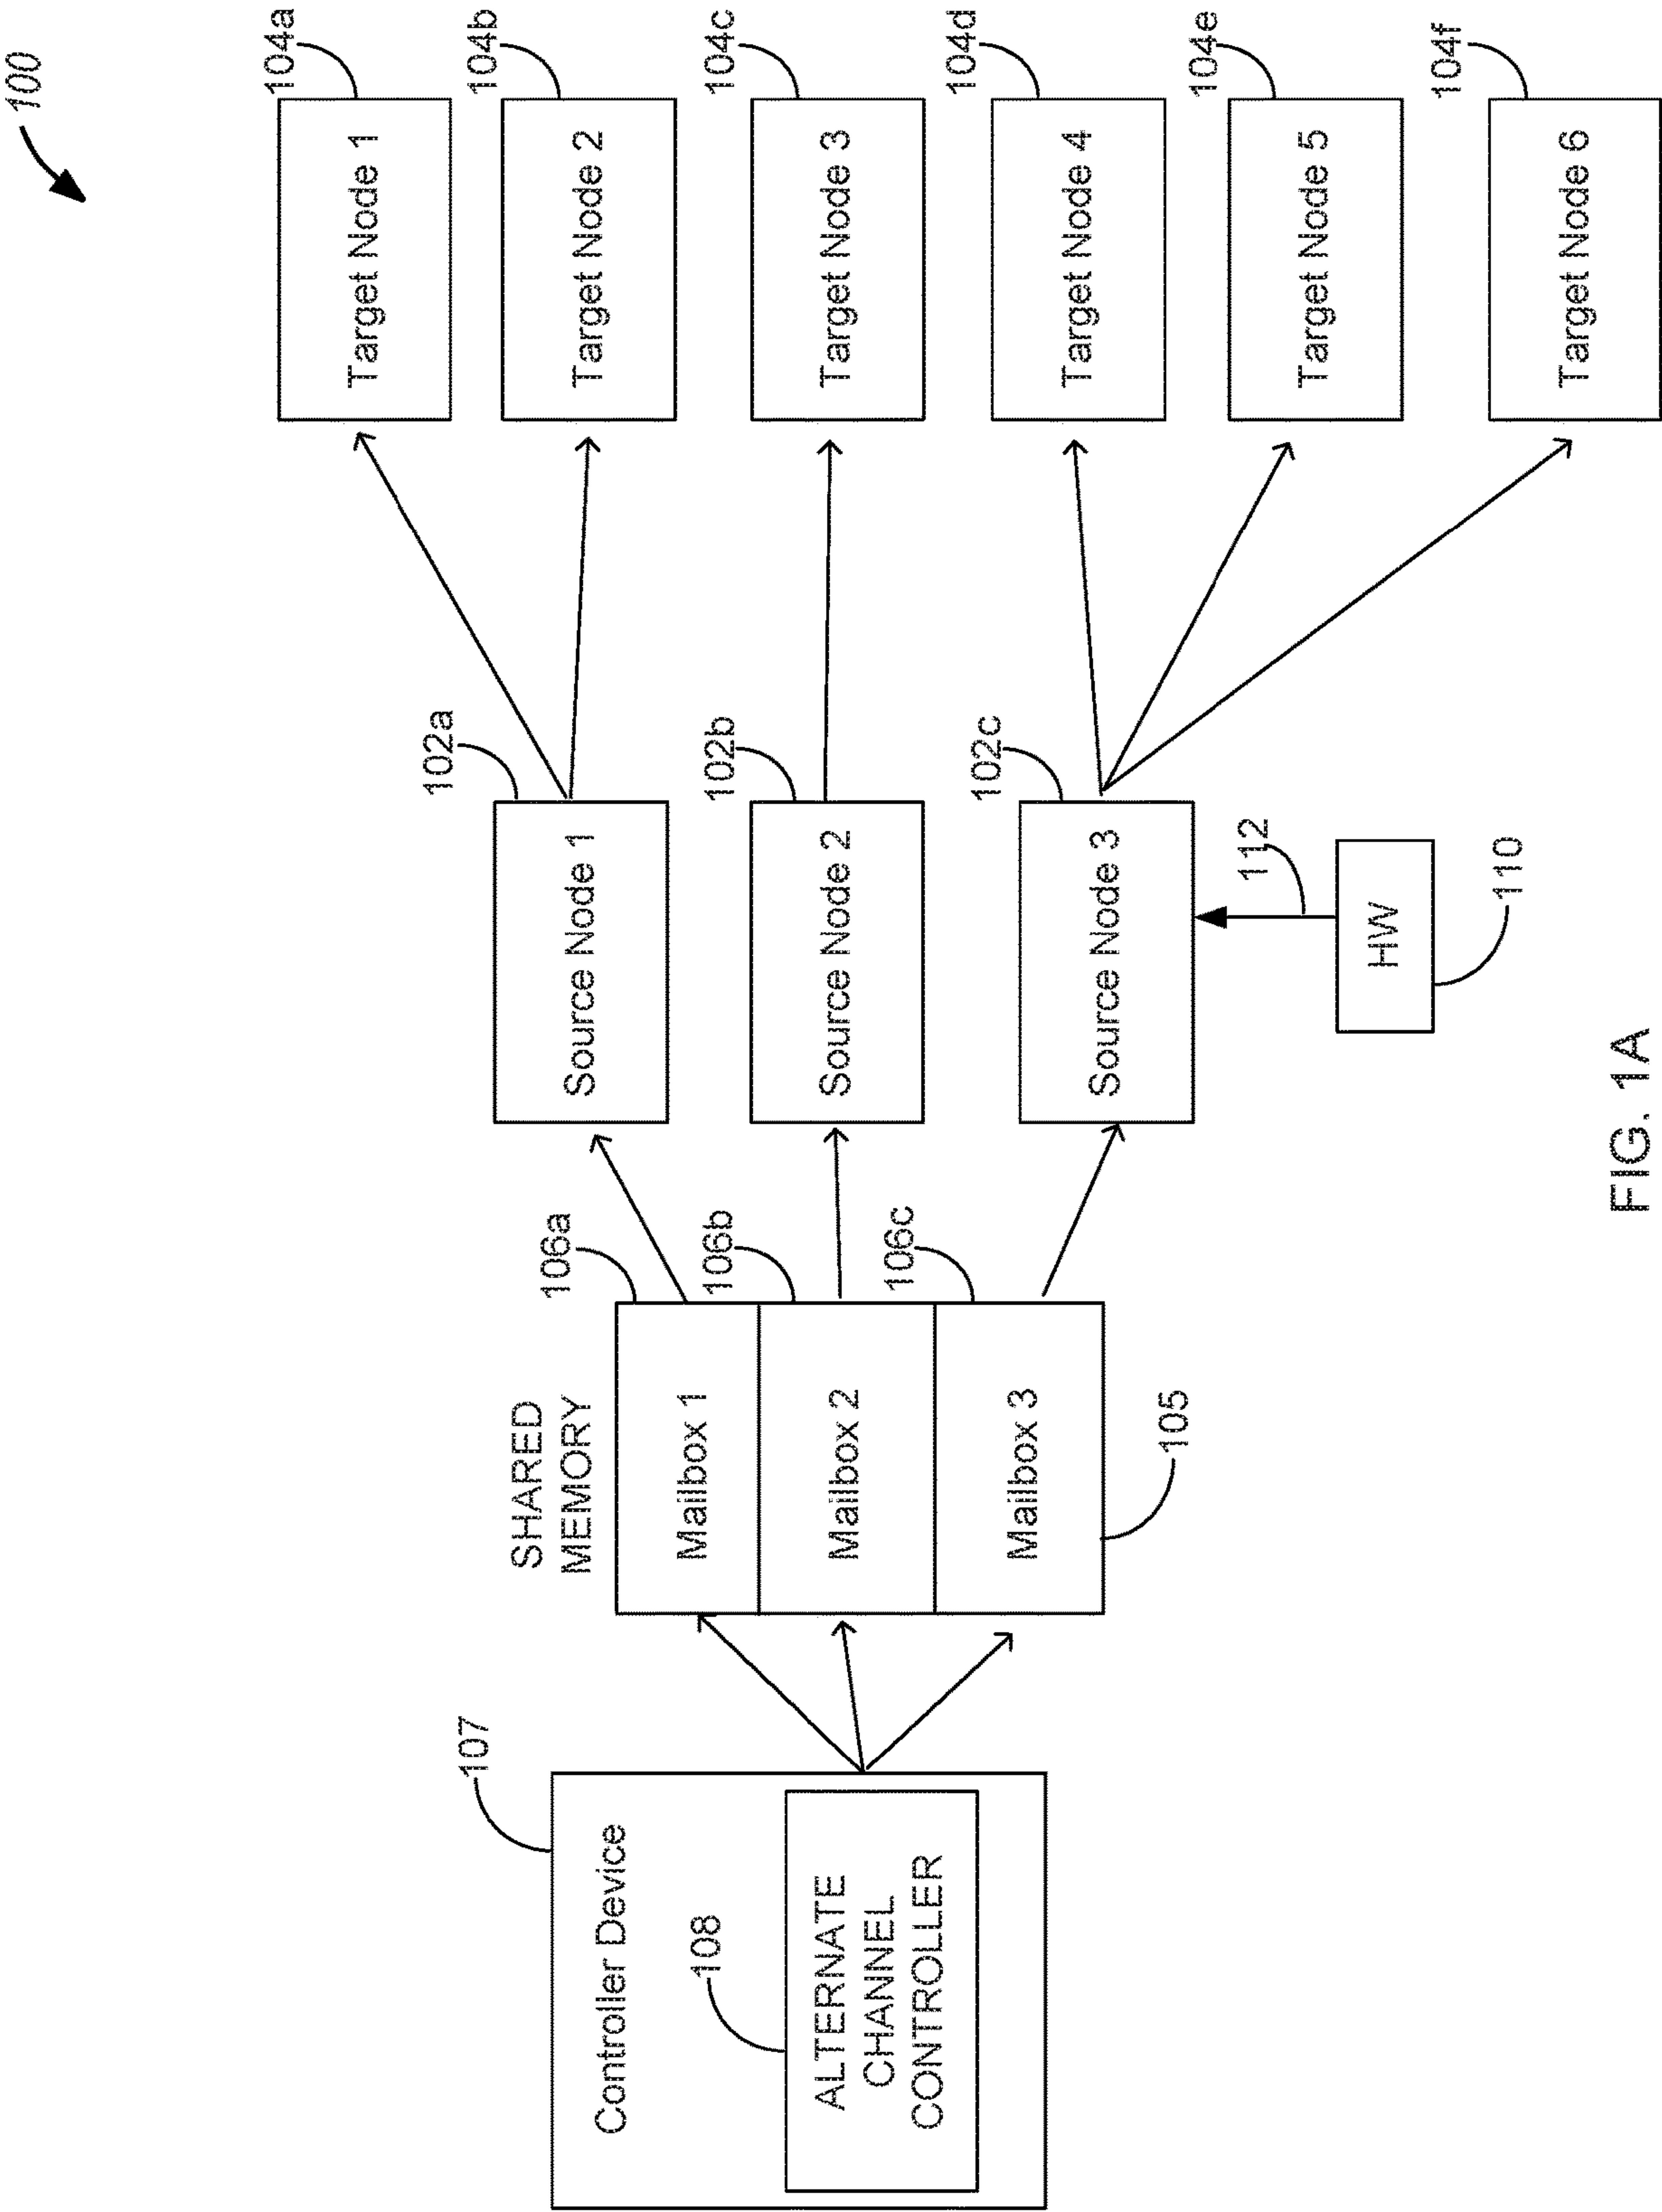 100
107
Controller Device
108
ALTERNATE
CHANNEL
CONTROLLER
SHARED
MEMORY
106a
Mailbox 1
106b
Mailbox 2
106c
Mailbox 3
105
102a
Source Node 1
102b
Source Node 2
102c
Source Node 3
112
HW
110
104a
Target Node 1
104b
Target Node 2
104c
Target Node 3
104d
Target Node 4
104e
Target Node 5
104f
Target Node 6
FIG. 1A